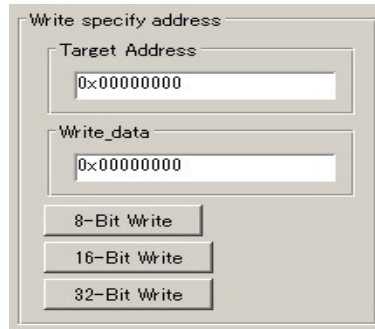 Write specify address
Target Address
0x00000000
Write_data
0x00000000
8-Bit Write
16-Bit Write
32-Bit Write